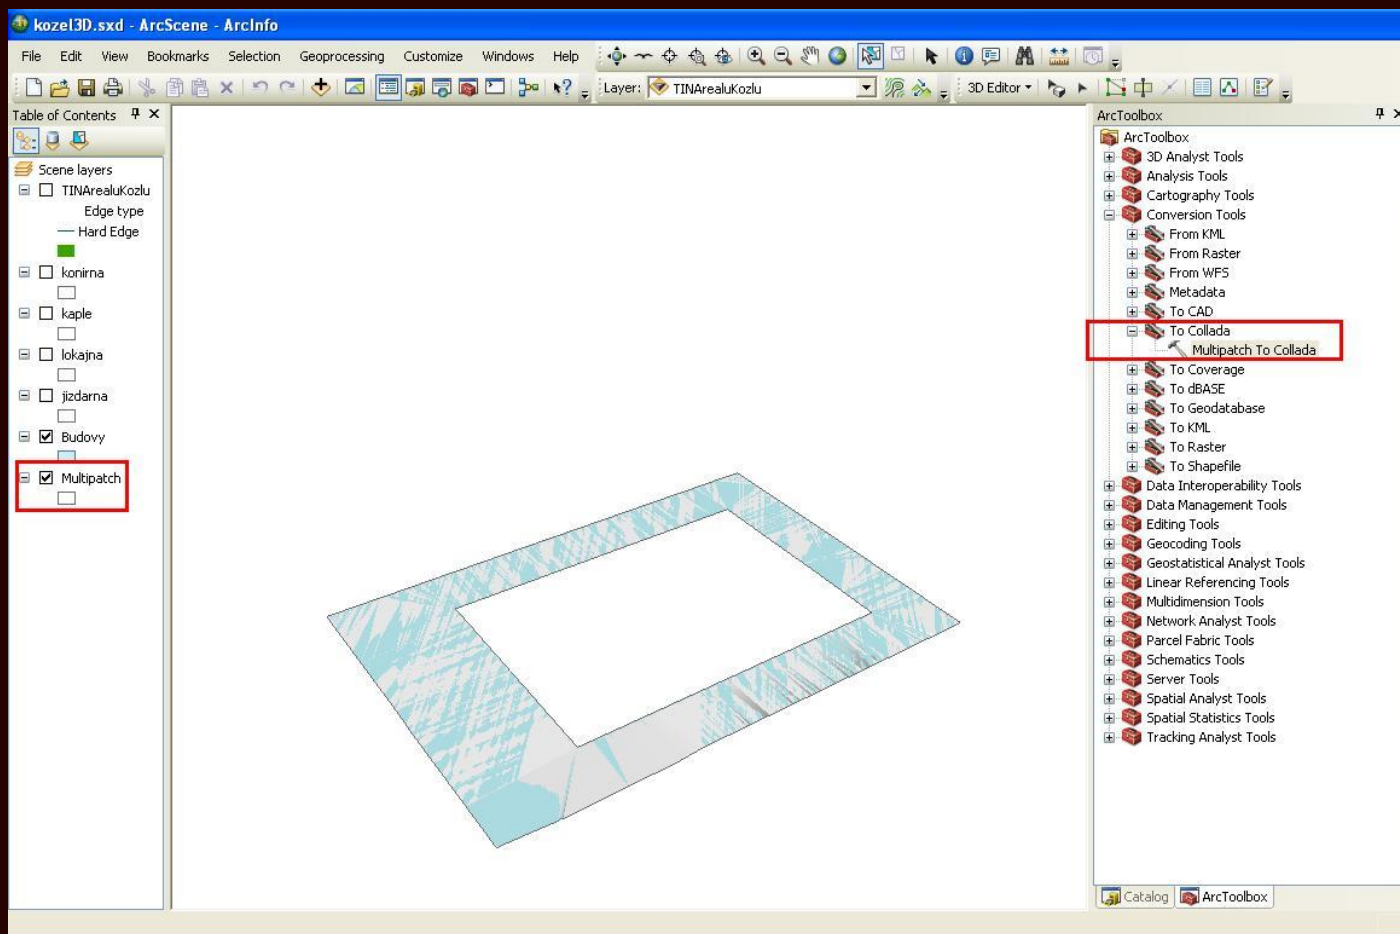 kozel3D.sxd - ArcScene - ArcInfo
File Edit View Bookmarks Selection Geoprocessing Customize Windows Help
Layer: TINArealuKozlu 3D Editor
Table of Contents
Scene layers
TINArealuKozlu
Edge type
Hard Edge
konirna
kaple
lokajna
jizdarna
Budovy
Multipatch
ArcToolbox
ArcToolbox
3D Analyst Tools
Analysis Tools
Cartography Tools
Conversion Tools
From KML
From Raster
From WFS
Metadata
To CAD
To Collada
Multipatch To Collada
To Coverage
To dBASE
To Geodatabase
To KML
To Raster
To Shapefile
Data Interoperability Tools
Data Management Tools
Editing Tools
Geocoding Tools
Geostatistical Analyst Tools
Linear Referencing Tools
Multidimension Tools
Network Analyst Tools
Parcel Fabric Tools
Schematics Tools
Server Tools
Spatial Analyst Tools
Spatial Statistics Tools
Tracking Analyst Tools
Catalog ArcToolbox